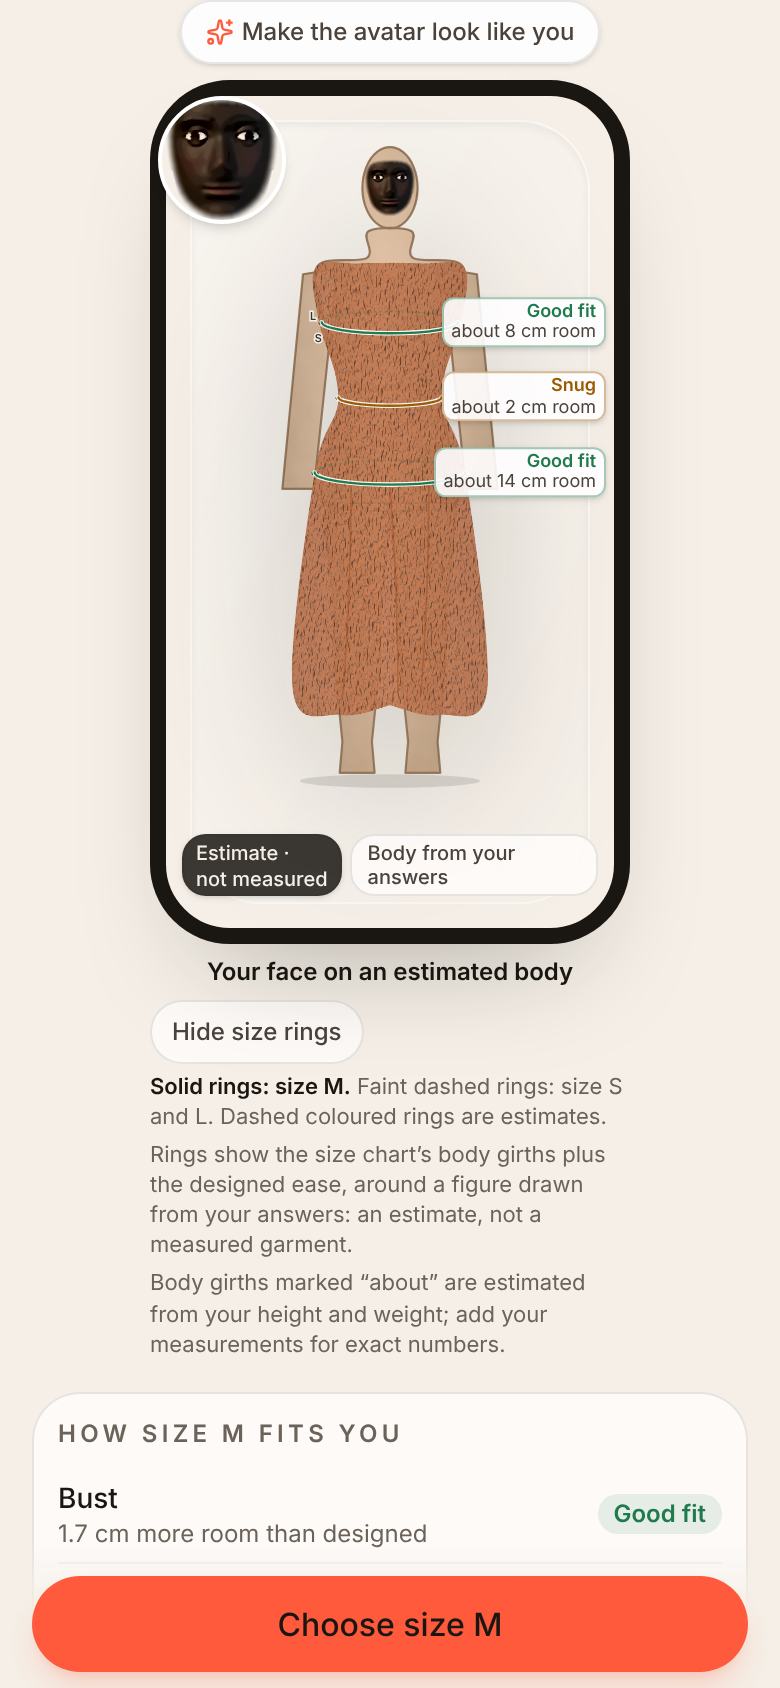 Make the avatar look like you
Good fit
about 8 cm room
L
S
Snug
about 2 cm room
Good fit
about 14 cm room
Estimate ·
not measured
Body from your
answers
Your face on an estimated body
Hide size rings
Solid rings: size M. Faint dashed rings: size S
and L. Dashed coloured rings are estimates.
Rings show the size chart’s body girths plus
the designed ease, around a figure drawn
from your answers: an estimate, not a
measured garment.
Body girths marked “about” are estimated
from your height and weight; add your
measurements for exact numbers.
HOW SIZE M FITS YOU
Bust
1.7 cm more room than designed
Good fit
Choose size M